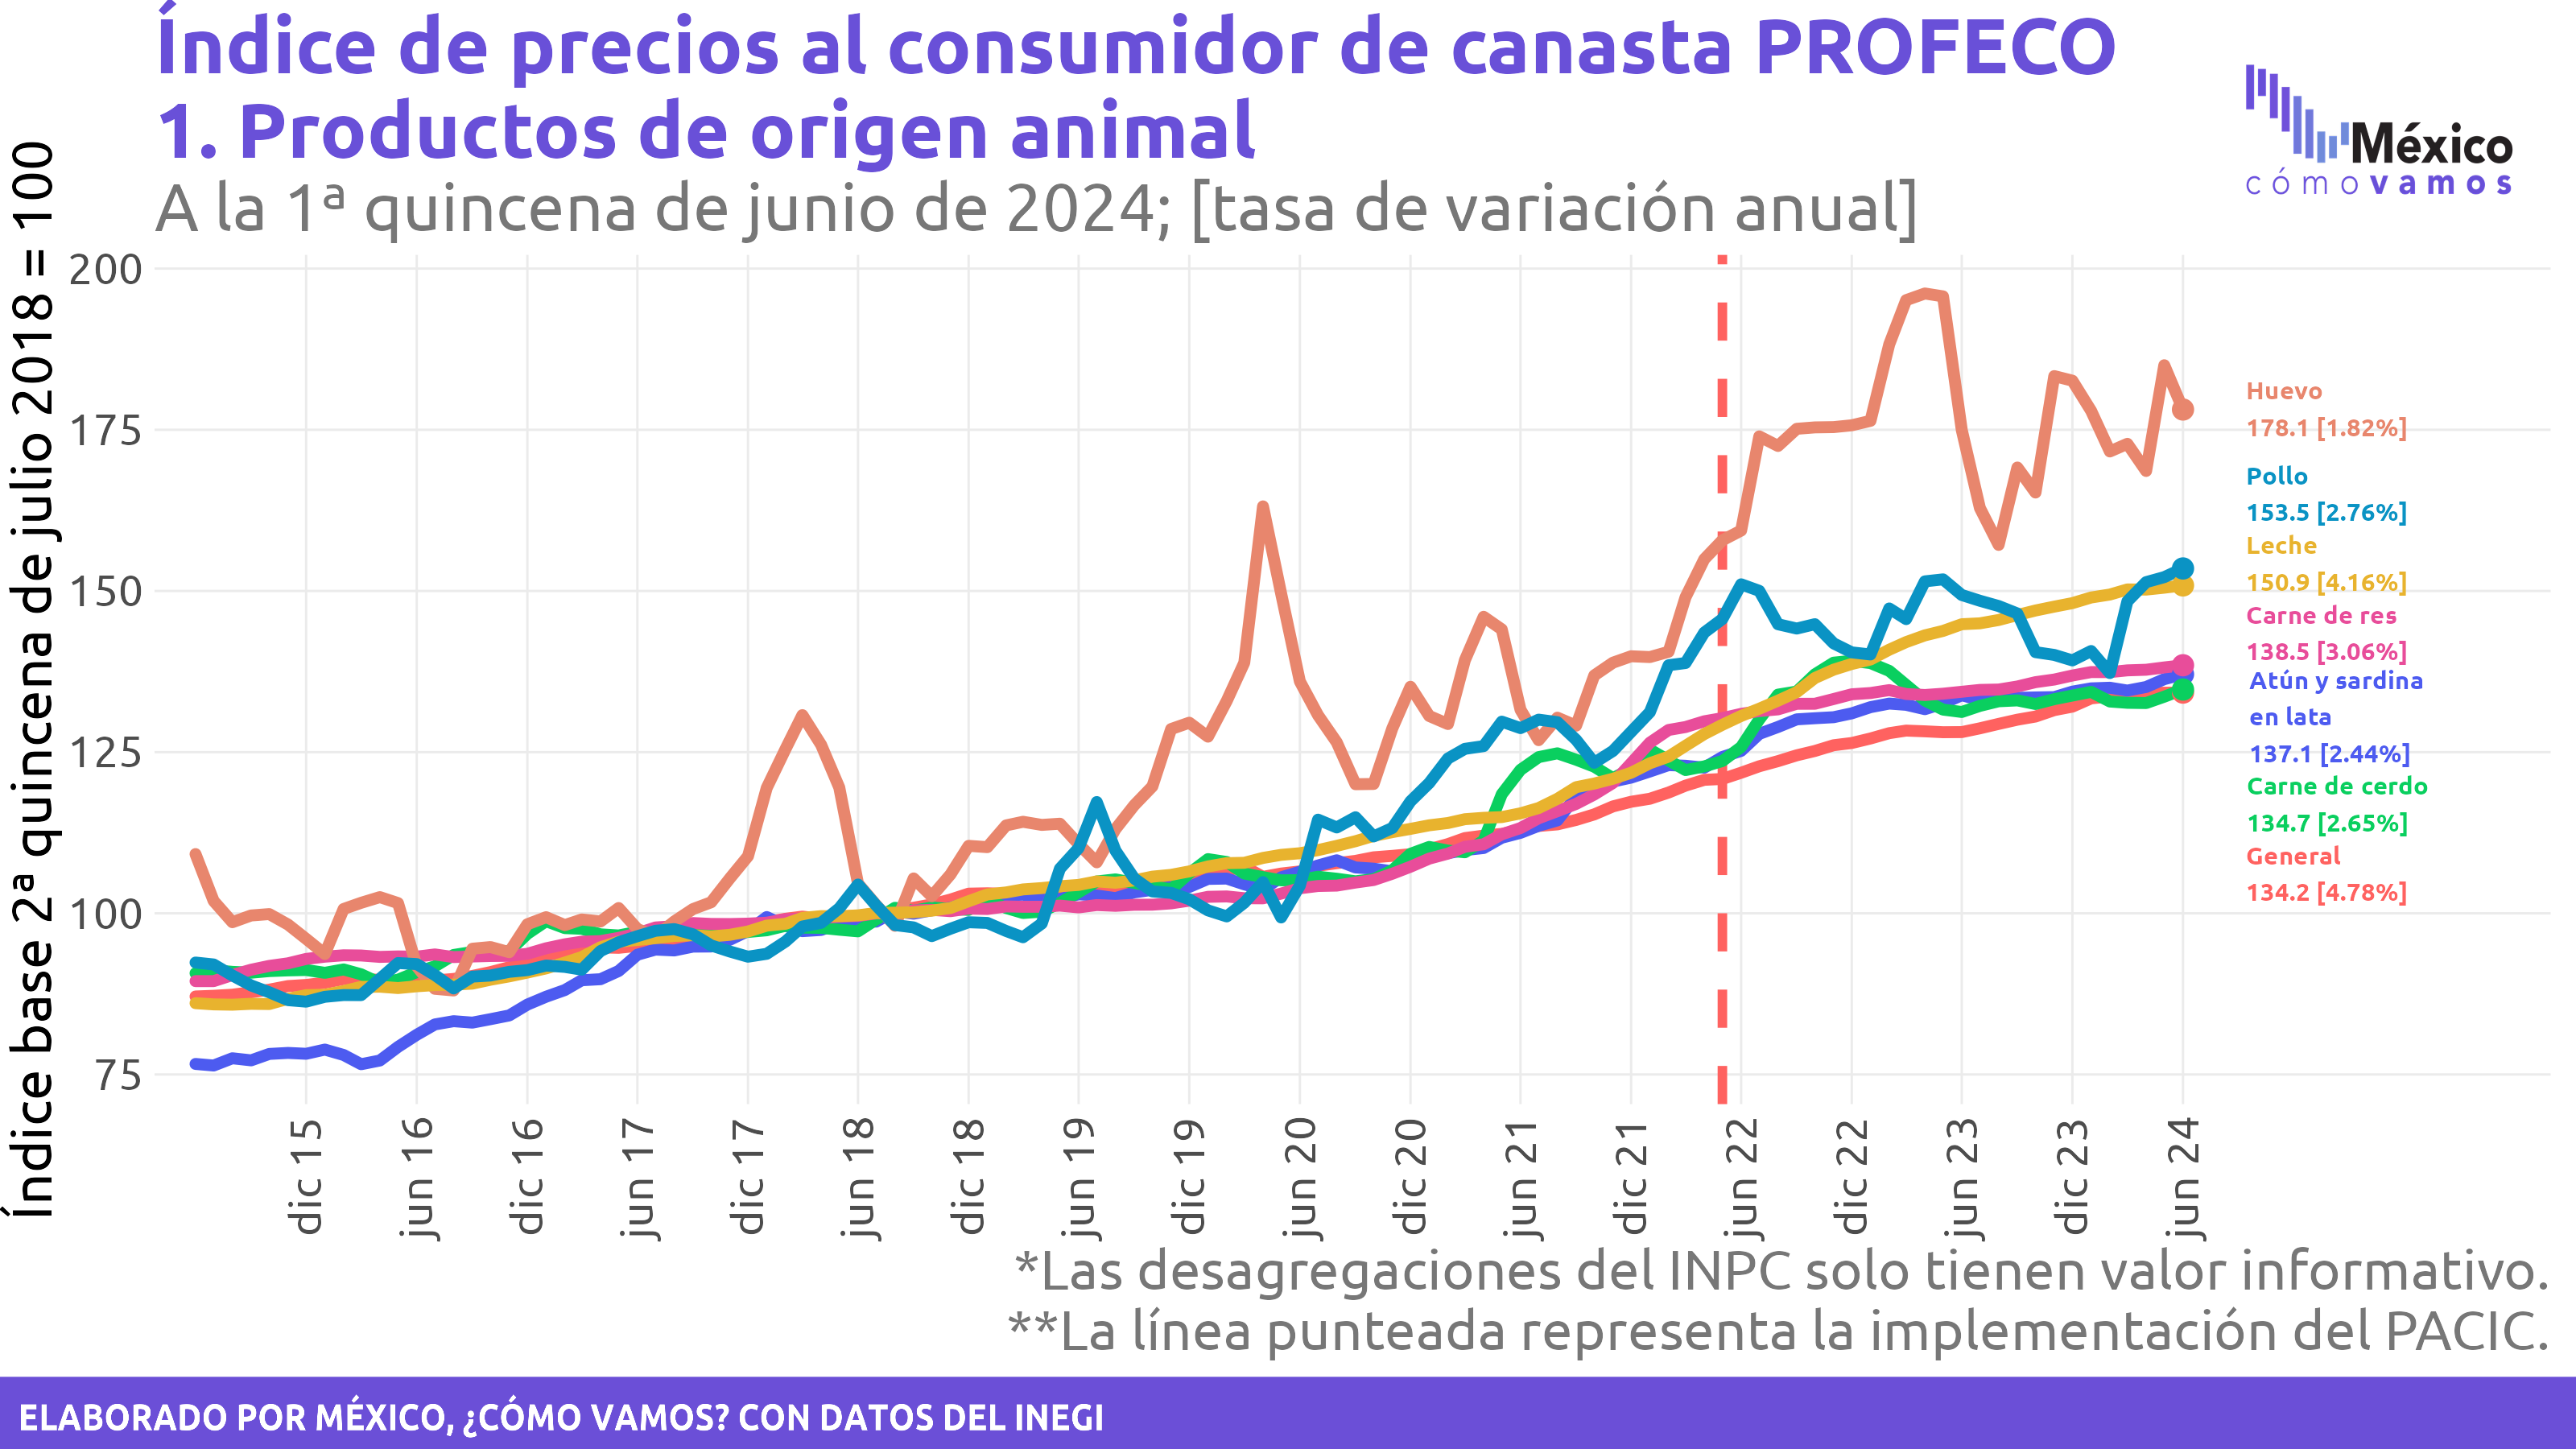 Índice de precios al consumidor de canasta PROFECO
1. Productos de origen animal
A la 1ª quincena de junio de 2024; [tasa de variación anual]
México
cómo vamos
Índice base 2ª quincena de julio 2018 = 100
200
175
150
125
100
75
Huevo
178.1 [1.82%]
Pollo
153.5 [2.76%]
Leche
150.9 [4.16%]
Carne de res
138.5 [3.06%]
Atún y sardina
en lata
137.1 [2.44%]
Carne de cerdo
134.7 [2.65%]
General
134.2 [4.78%]
dic 15
jun 16
dic 16
jun 17
dic 17
jun 18
dic 18
jun 19
dic 19
jun 20
dic 20
jun 21
dic 21
jun 22
dic 22
jun 23
dic 23
jun 24
*Las desagregaciones del INPC solo tienen valor informativo.
**La línea punteada representa la implementación del PACIC.
ELABORADO POR MÉXICO, ¿CÓMO VAMOS? CON DATOS DEL INEGI